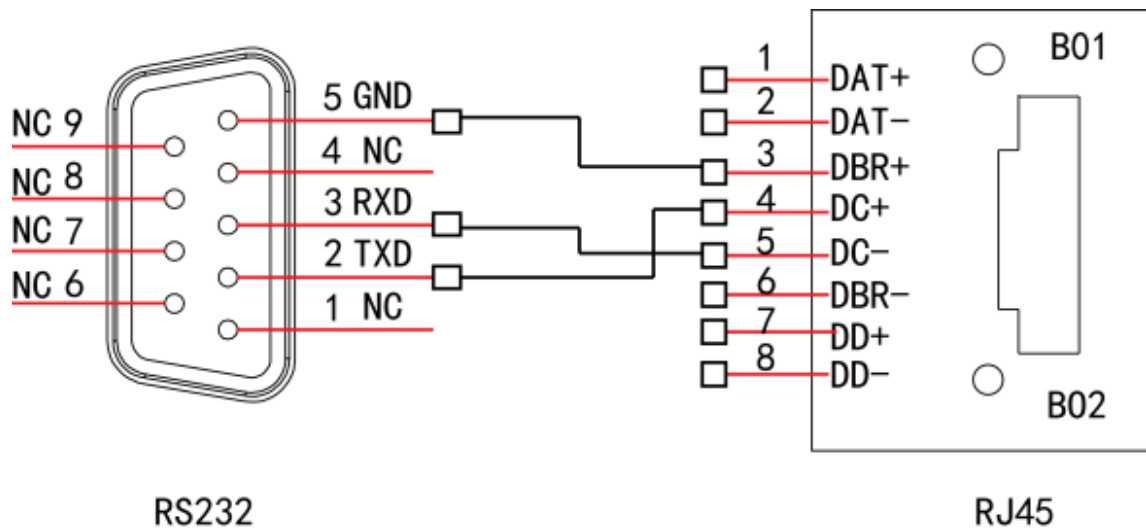 NC 9
NC 8
NC 7
NC 6
5 GND
4 NC
3 RXD
2 TXD
1 NC
RS232
1 DAT+
2 DAT-
3 DBR+
4 DC+
5 DC-
6 DBR-
7 DD+
8 DD-
B01
B02
RJ45